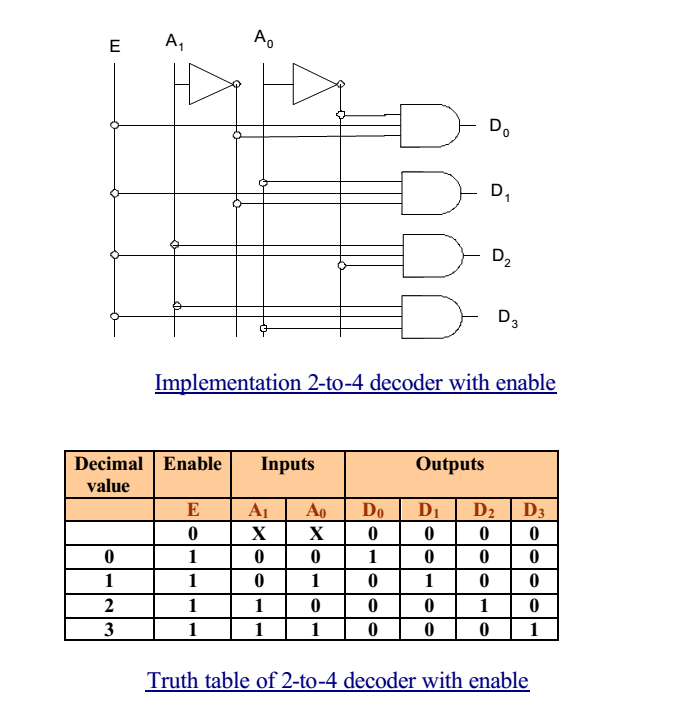 E A₁ A₀
D₀
D₁
D₂
D₃
Implementation 2-to-4 decoder with enable
Decimal value Enable Inputs Outputs
E A₁ A₀ D₀ D₁ D₂ D₃
0 X X 0 0 0 0
0 1 0 0 1 0 0 0
1 1 0 1 0 1 0 0
2 1 1 0 0 0 1 0
3 1 1 1 0 0 0 1
Truth table of 2-to-4 decoder with enable